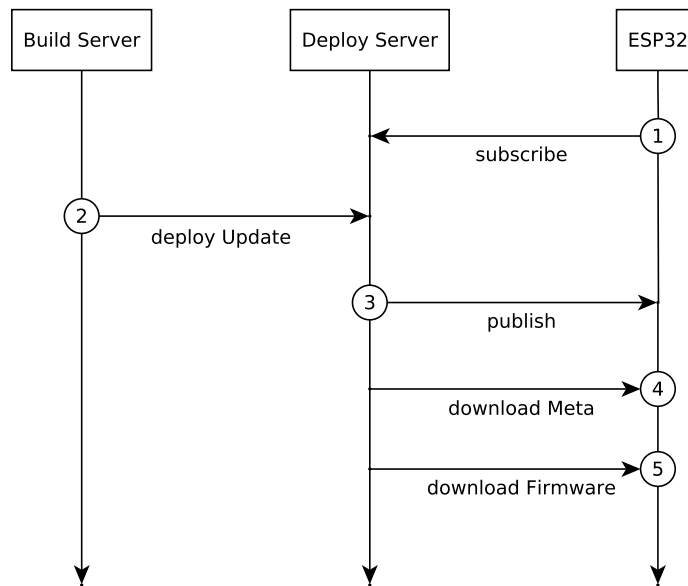 Build Server
Deploy Server
ESP32
1
subscribe
2
deploy Update
3
publish
4
download Meta
5
download Firmware